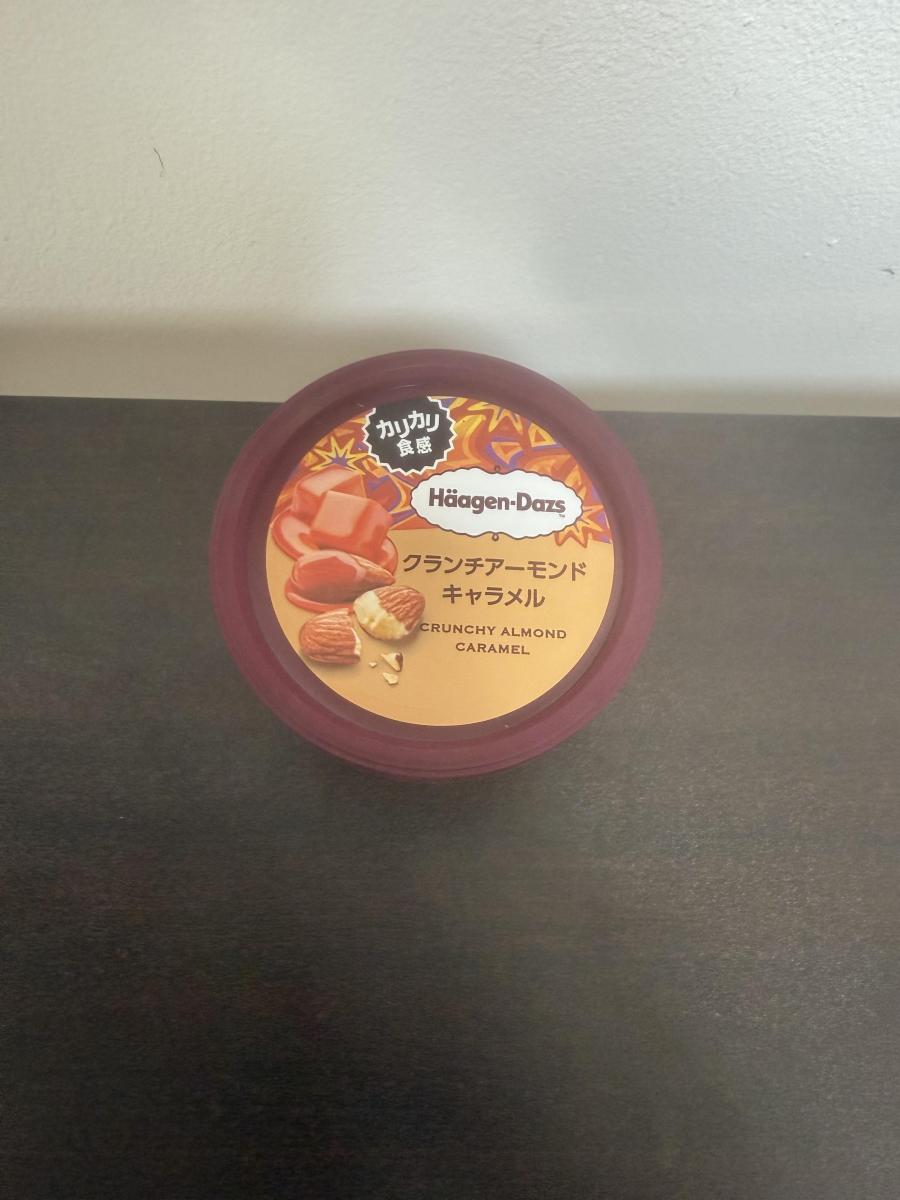 カリカリ
食感
Häagen-Dazs
TM
クランチアーモンド
キャラメル
CRUNCHY ALMOND
CARAMEL